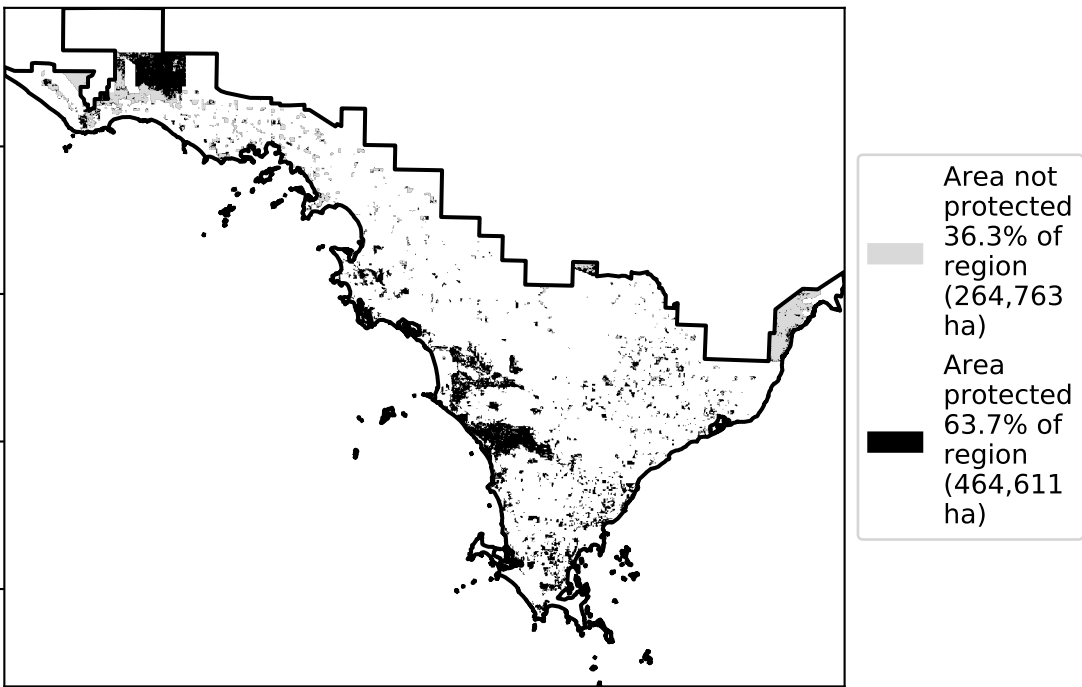 Area not
protected
36.3% of
region
(264,763
ha)
Area
protected
63.7% of
region
(464,611
ha)